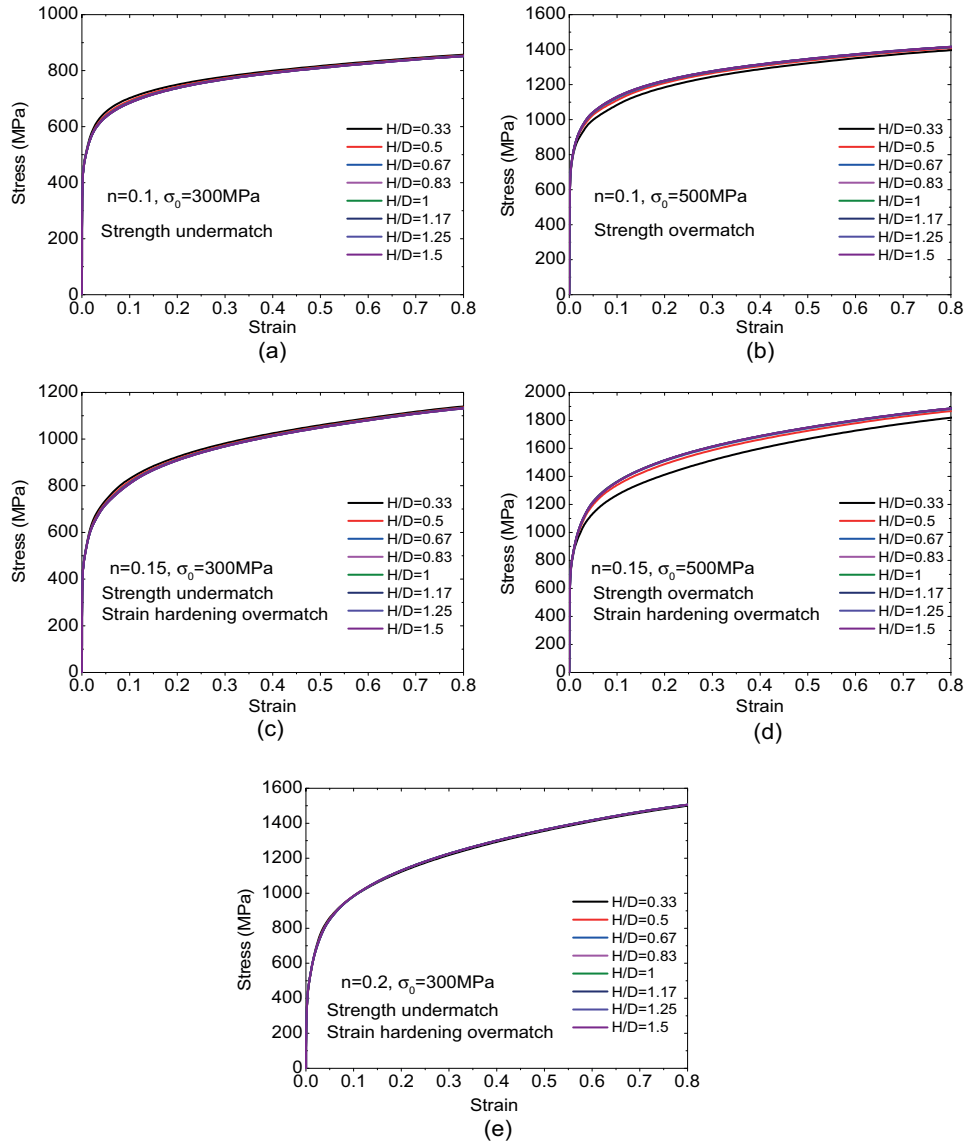 1000
800
600
400
200
0
Stress (MPa)
H/D=0.33
H/D=0.5
H/D=0.67
H/D=0.83
H/D=1
H/D=1.17
H/D=1.25
H/D=1.5
n=0.1, σ₀=300MPa
Strength undermatch
0.0 0.1 0.2 0.3 0.4 0.5 0.6 0.7 0.8
Strain
(a)
1600
1400
1200
1000
800
600
400
200
0
Stress (MPa)
H/D=0.33
H/D=0.5
H/D=0.67
H/D=0.83
H/D=1
H/D=1.17
H/D=1.25
H/D=1.5
n=0.1, σ₀=500MPa
Strength overmatch
0.0 0.1 0.2 0.3 0.4 0.5 0.6 0.7 0.8
Strain
(b)
1200
1000
800
600
400
200
0
Stress (MPa)
H/D=0.33
H/D=0.5
H/D=0.67
H/D=0.83
H/D=1
H/D=1.17
H/D=1.25
H/D=1.5
n=0.15, σ₀=300MPa
Strength undermatch
Strain hardening overmatch
0.0 0.1 0.2 0.3 0.4 0.5 0.6 0.7 0.8
Strain
(c)
2000
1800
1600
1400
1200
1000
800
600
400
200
0
Stress (MPa)
H/D=0.33
H/D=0.5
H/D=0.67
H/D=0.83
H/D=1
H/D=1.17
H/D=1.25
H/D=1.5
n=0.15, σ₀=500MPa
Strength overmatch
Strain hardening overmatch
0.0 0.1 0.2 0.3 0.4 0.5 0.6 0.7 0.8
Strain
(d)
1600
1400
1200
1000
800
600
400
200
0
Stress (MPa)
H/D=0.33
H/D=0.5
H/D=0.67
H/D=0.83
H/D=1
H/D=1.17
H/D=1.25
H/D=1.5
n=0.2, σ₀=300MPa
Strength undermatch
Strain hardening overmatch
0.0 0.1 0.2 0.3 0.4 0.5 0.6 0.7 0.8
Strain
(e)